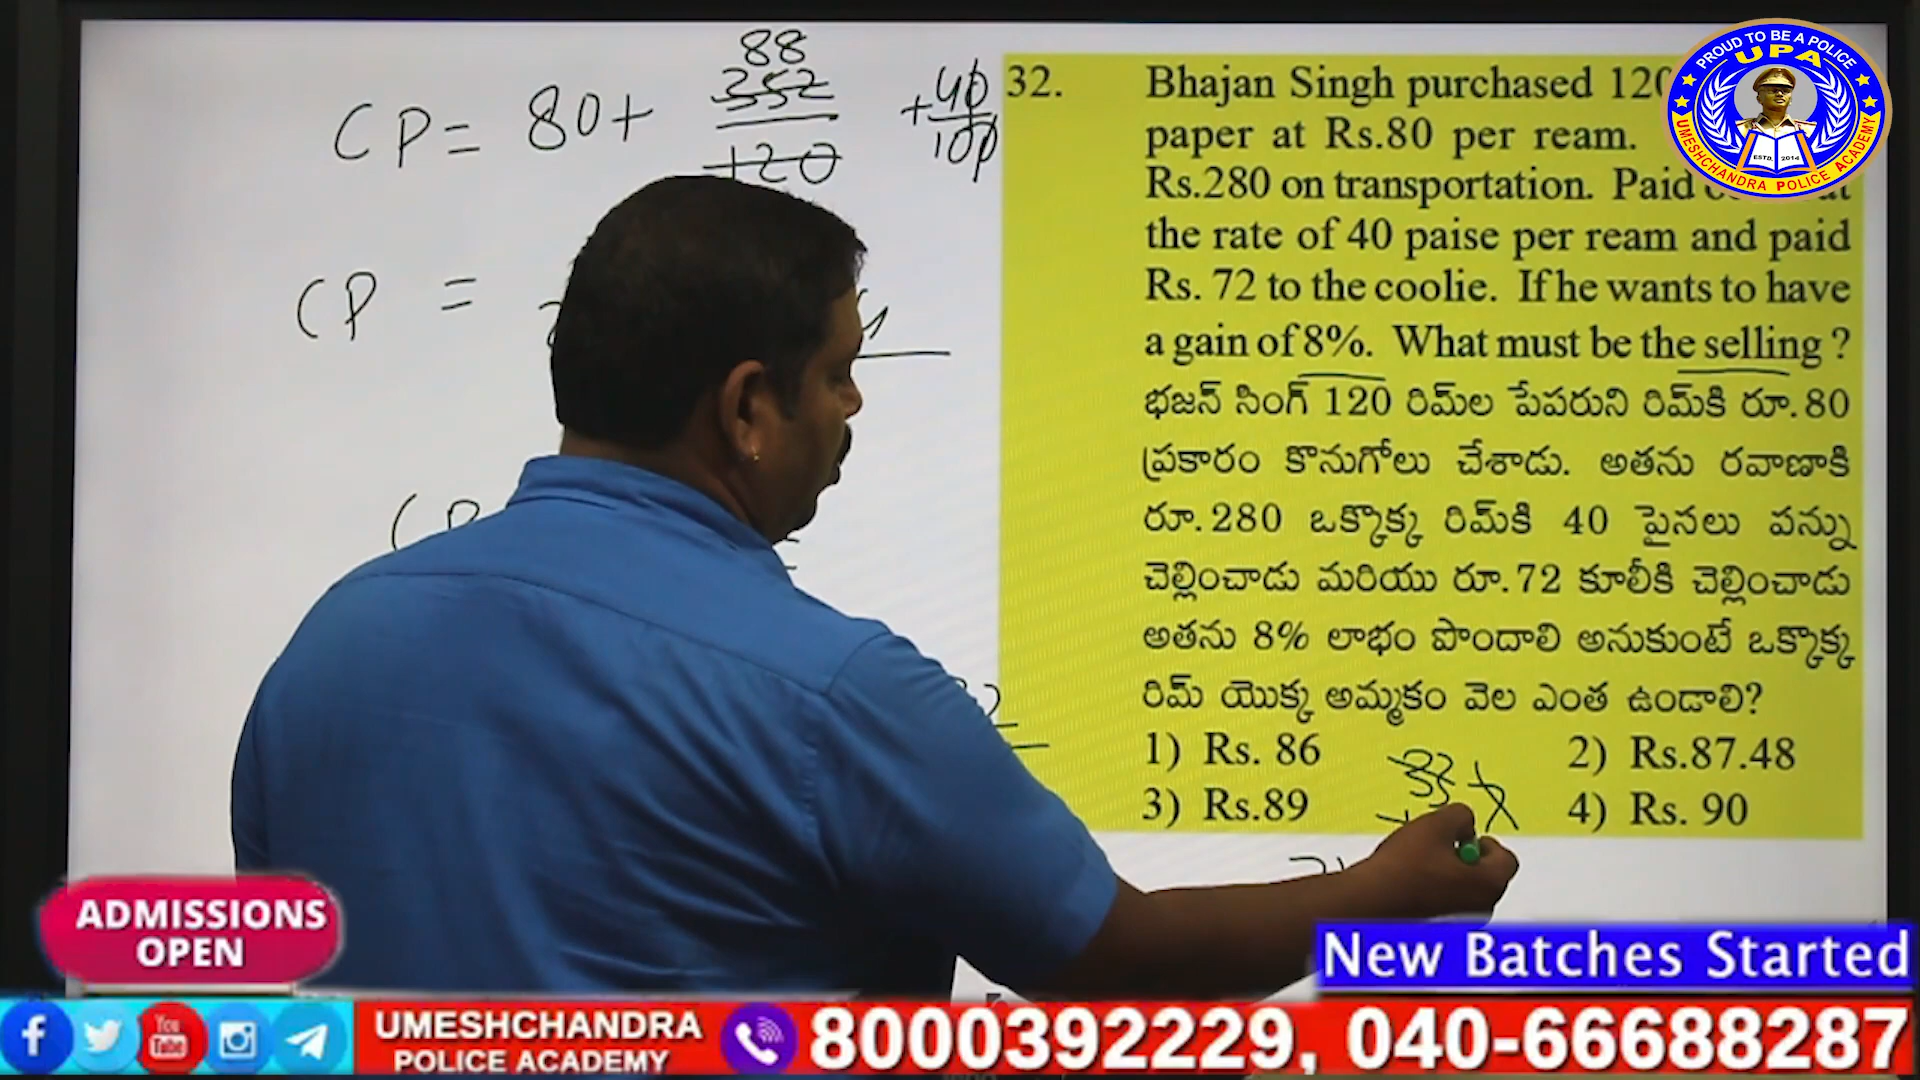 88
CP = 80 + 352 + 40
120 100
CP =
32. Bhajan Singh purchased 120
paper at Rs.80 per ream.
Rs.280 on transportation. Paid
the rate of 40 paise per ream and paid
Rs. 72 to the coolie. If he wants to have
a gain of 8%. What must be the selling ?
భజన్ సింగ్ 120 రిమ్‌ల పేపరుని రిమ్‌కి రూ.80
ప్రకారం కొనుగోలు చేశాడు. అతను రవాణాకి
రూ.280 ఒక్కొక్క రిమ్‌కి 40 పైసలు పన్ను
చెల్లించాడు మరియు రూ.72 కూలీకి చెల్లించాడు
అతను 8% లాభం పొందాలి అనుకుంటే ఒక్కొక్క
రిమ్ యొక్క అమ్మకం వెల ఎంత ఉండాలి?
1) Rs. 86 2) Rs.87.48
3) Rs.89 4) Rs. 90
PROUD TO BE A POLICE
UPA
ESTD. 2014
UMESHCHANDRA POLICE ACADEMY
ADMISSIONS
OPEN
New Batches Started
You
Tube
UMESHCHANDRA
POLICE ACADEMY
8000392229, 040-66688287